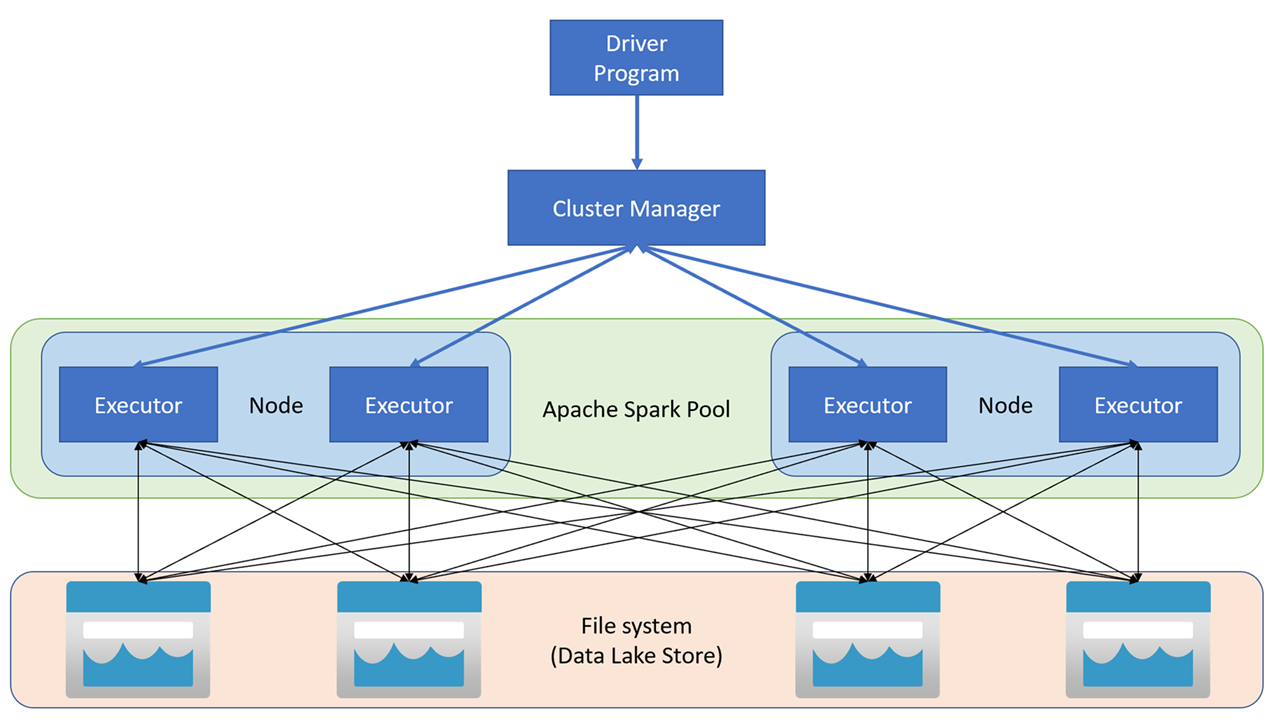 Driver
Program
Cluster Manager
Executor
Node
Executor
Apache Spark Pool
Executor
Node
Executor
File system
(Data Lake Store)